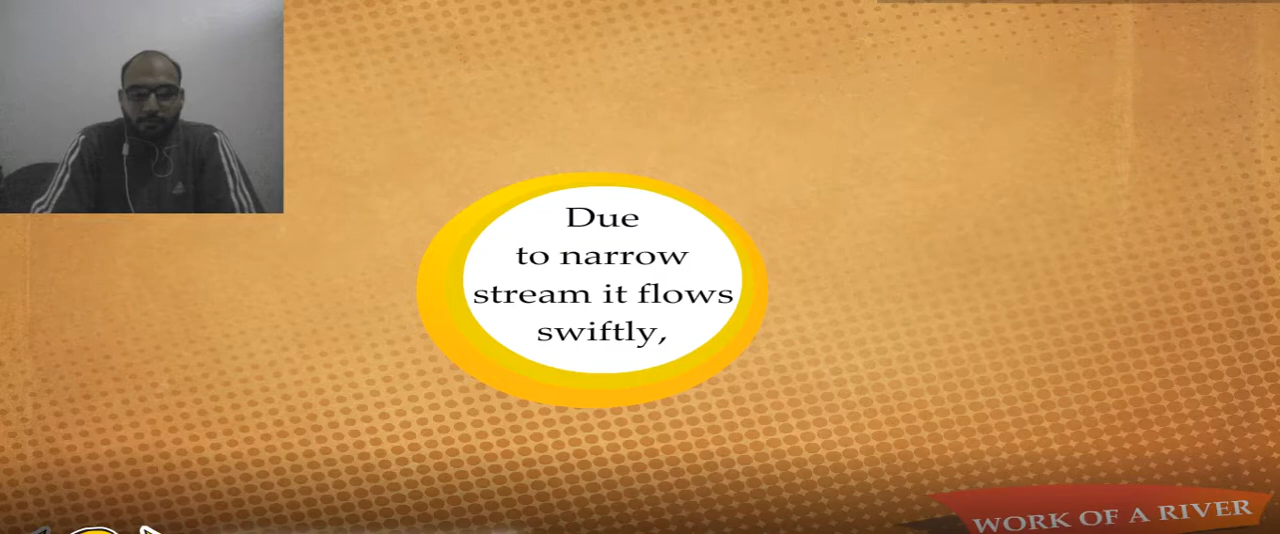 Due
to narrow
stream it flows
swiftly,
WORK OF A RIVER